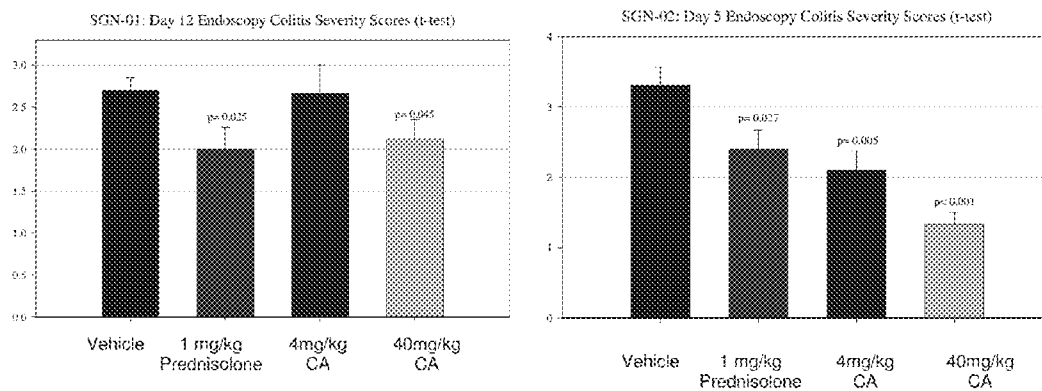 SGN-01: Day 12 Endoscopy Colitis Severity Scores (t-test)
3.0
2.5
2.0
1.5
1.0
0.5
0.0
p= 0.025
p= 0.045
Vehicle
1 mg/kg
Prednisolone
4mg/kg
CA
40mg/kg
CA
SGN-02: Day 5 Endoscopy Colitis Severity Scores (t-test)
4
3
2
1
0
p= 0.027
p= 0.005
p< 0.001
Vehicle
1 mg/kg
Prednisolone
4mg/kg
CA
40mg/kg
CA